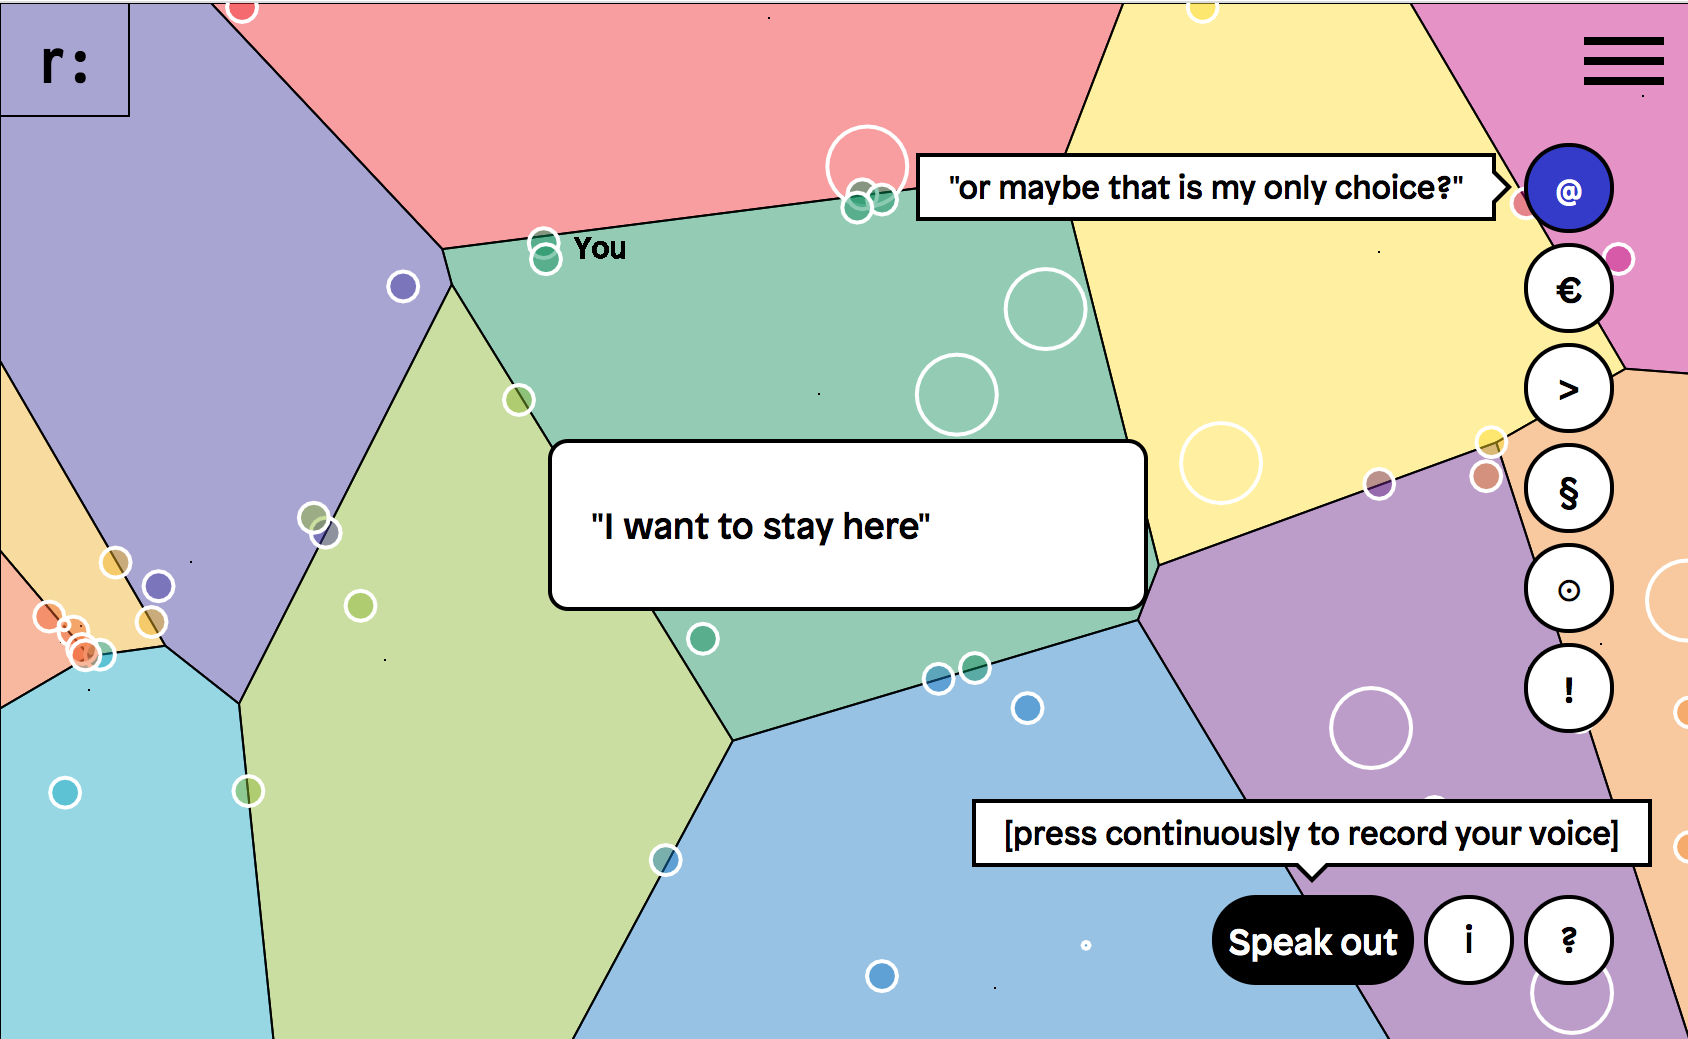 r:
"or maybe that is my only choice?"
@
You
€
>
§
"I want to stay here"
⊙
!
[press continuously to record your voice]
Speak out
i
?